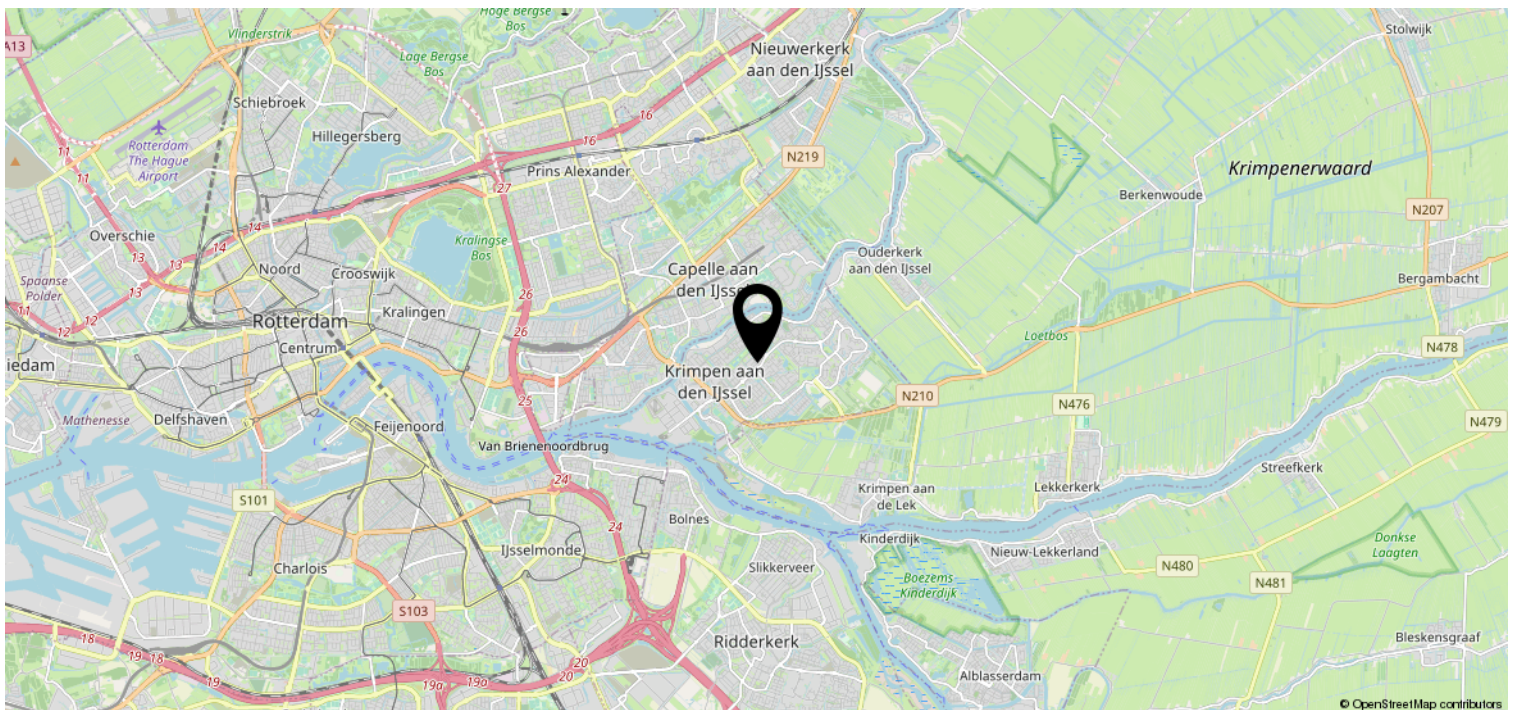 Hoge Bergse
Bos
Vlinderstrik
Stolwijk
A13
Lage Bergse
Bos
Nieuwerkerk
aan den IJssel
Schiebroek
16
Hillegersberg
16
11
Rotterdam
The Hague
Airport
N219
11
Prins Alexander
27
Krimpenerwaard
Berkenwoude
N207
14
14
Overschie
13
13
Kralingse
Bos
Ouderkerk
aan den IJssel
Noord
Crooswijk
Capelle aan
den IJssel
Bergambacht
Spaanse
Polder
13
26
11
12
12
Kralingen
Rotterdam
26
Loetbos
Centrum
N478
iedam
Krimpen aan
den IJssel
25
N210
N476
Mathenesse
Delfshaven
Feijenoord
N479
Van Brienenoordbrug
Streefkerk
24
S101
Krimpen aan
de Lek
Lekkerkerk
Bolnes
24
Kinderdijk
IJsselmonde
Nieuw-Lekkerland
Donkse
Laagten
Charlois
Slikkerveer
N480
Boezems
Kinderdijk
N481
S103
18
Ridderkerk
Bleskensgraaf
19
18
20
19
19a
19a
20
Alblasserdam
© OpenStreetMap contributors